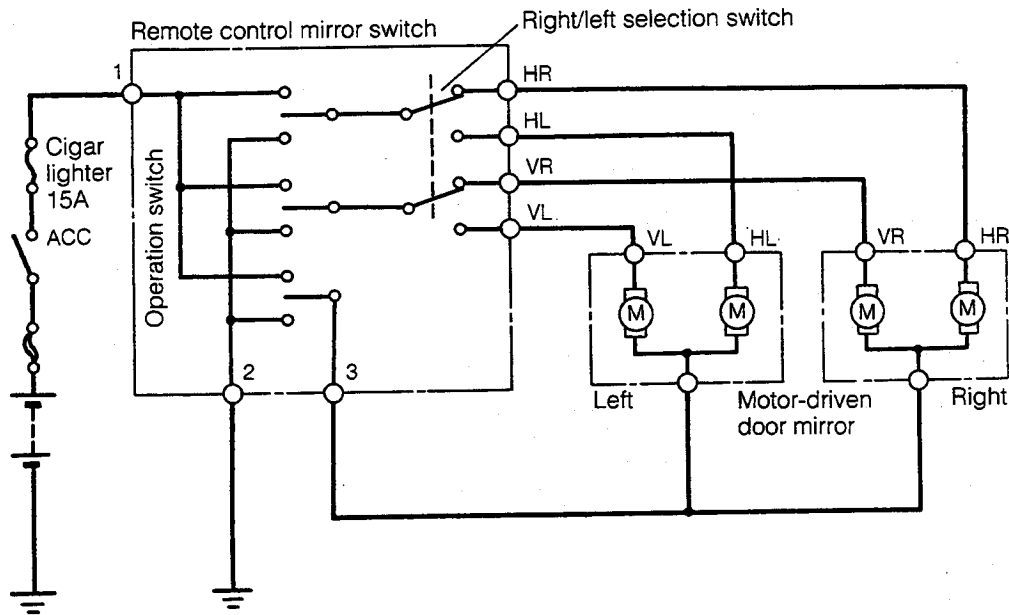 Right/left selection switch
Remote control mirror switch
1
HR
HL
VR
VL
Cigar
lighter
15A
ACC
Operation switch
VL
HL
VR
HR
M
M
M
M
2
3
Left
Motor-driven
door mirror
Right